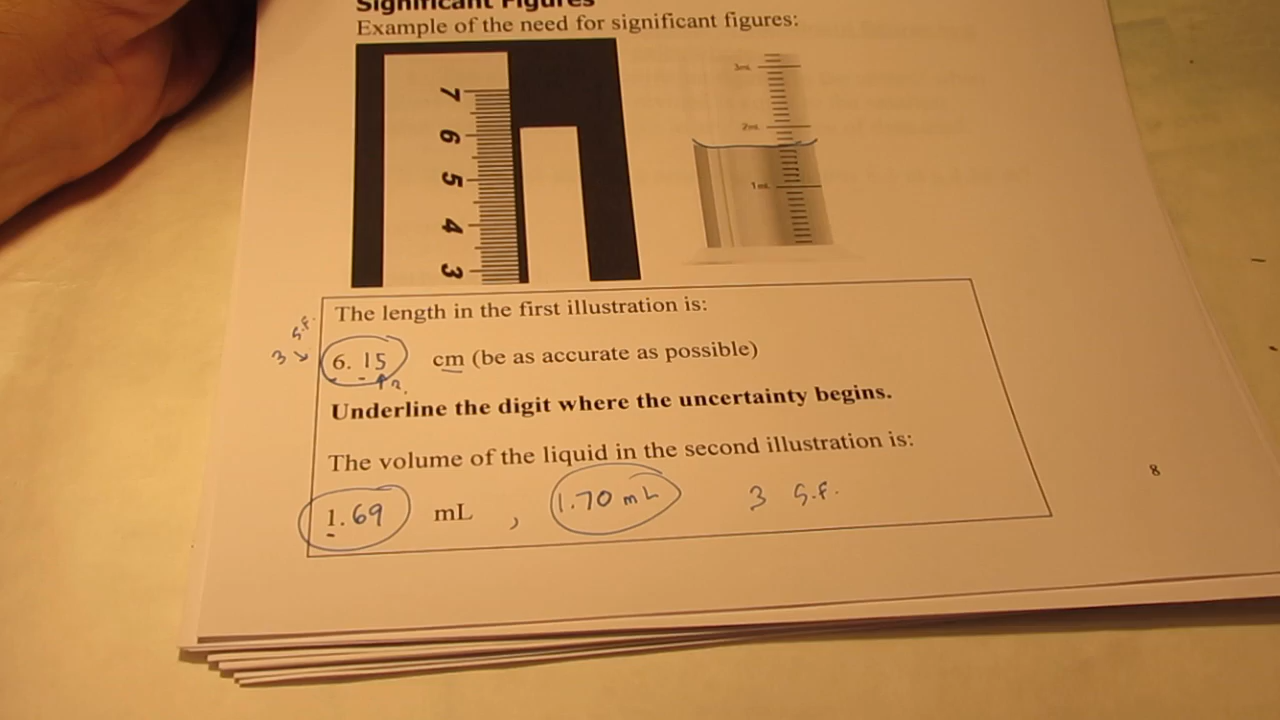 Significant Figures
Example of the need for significant figures:
7
6
5
4
3
3mL
2mL
1mL
The length in the first illustration is:
3 S.F.
6. 15 cm (be as accurate as possible)
Underline the digit where the uncertainty begins.
The volume of the liquid in the second illustration is:
1. 69 mL , 1.70 mL 3 S.F.
8